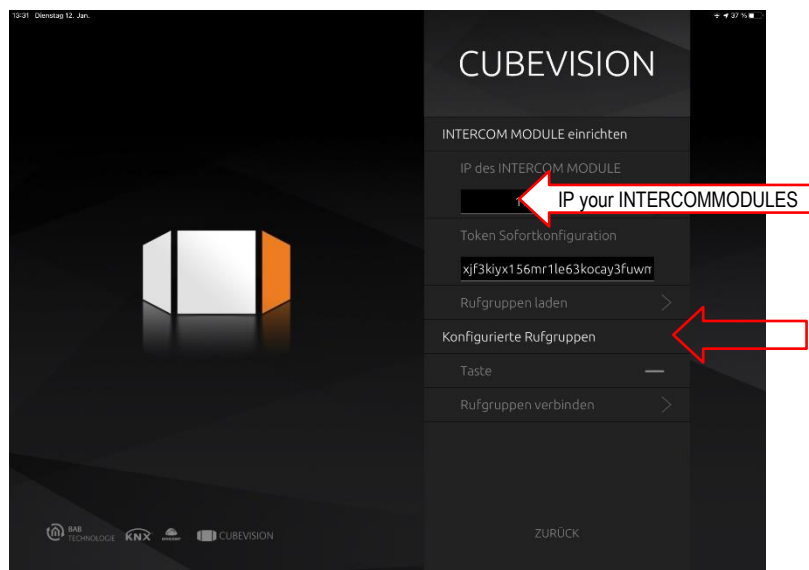 13:31 Dienstag 12. Jan.
37 %
CUBEVISION
INTERCOM MODULE einrichten
IP des INTERCOM MODULE
1
IP your INTERCOMMODULES
Token Sofortkonfiguration
xjf3kiyx156mr1le63kocay3fuwm
Rufgruppen laden
Konfigurierte Rufgruppen
Taste
Rufgruppen verbinden
BAB
TECHNOLOGIE
KNX
CUBEVISION
ZURÜCK